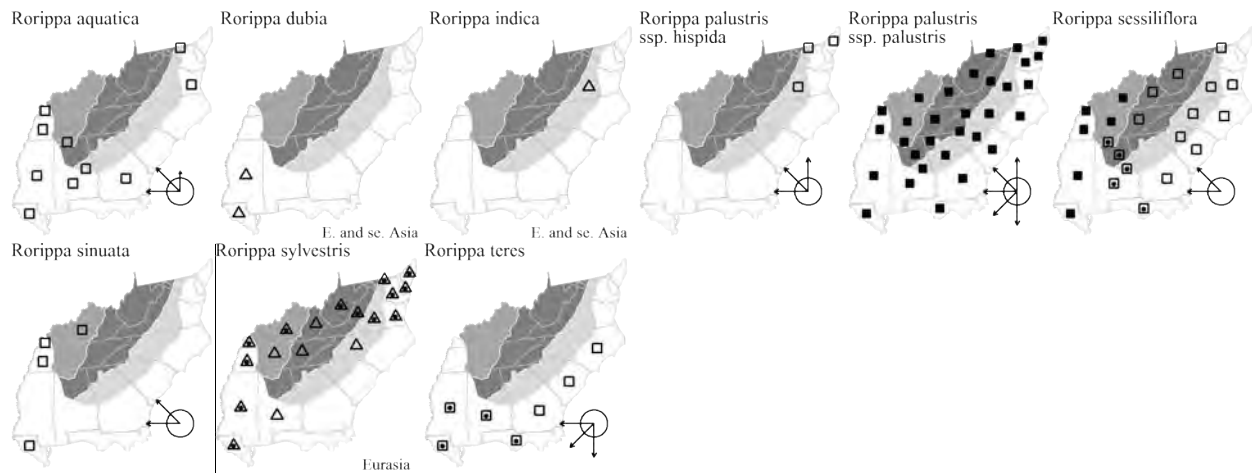 Rorippa aquatica
Rorippa dubia
Rorippa indica
Rorippa palustris
ssp. hispida
Rorippa palustris
ssp. palustris
Rorippa sessiliflora
E. and se. Asia
E. and se. Asia
Rorippa sinuata
Rorippa sylvestris
Rorippa teres
Eurasia